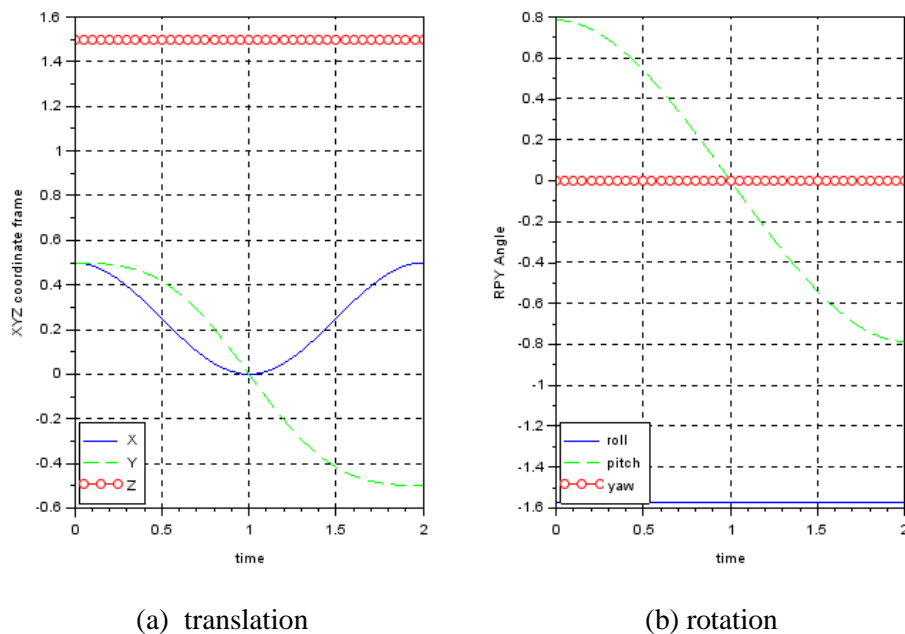 1.6
1.4
1.2
1
0.8
0.6
0.4
0.2
0
-0.2
-0.4
-0.6
XYZ coordinate frame
X
Y
Z
0 0.5 1 1.5 2
time
(a) translation
0.8
0.6
0.4
0.2
0
-0.2
-0.4
-0.6
-0.8
-1
-1.2
-1.4
-1.6
RPY Angle
roll
pitch
yaw
0 0.5 1 1.5 2
time
(b) rotation